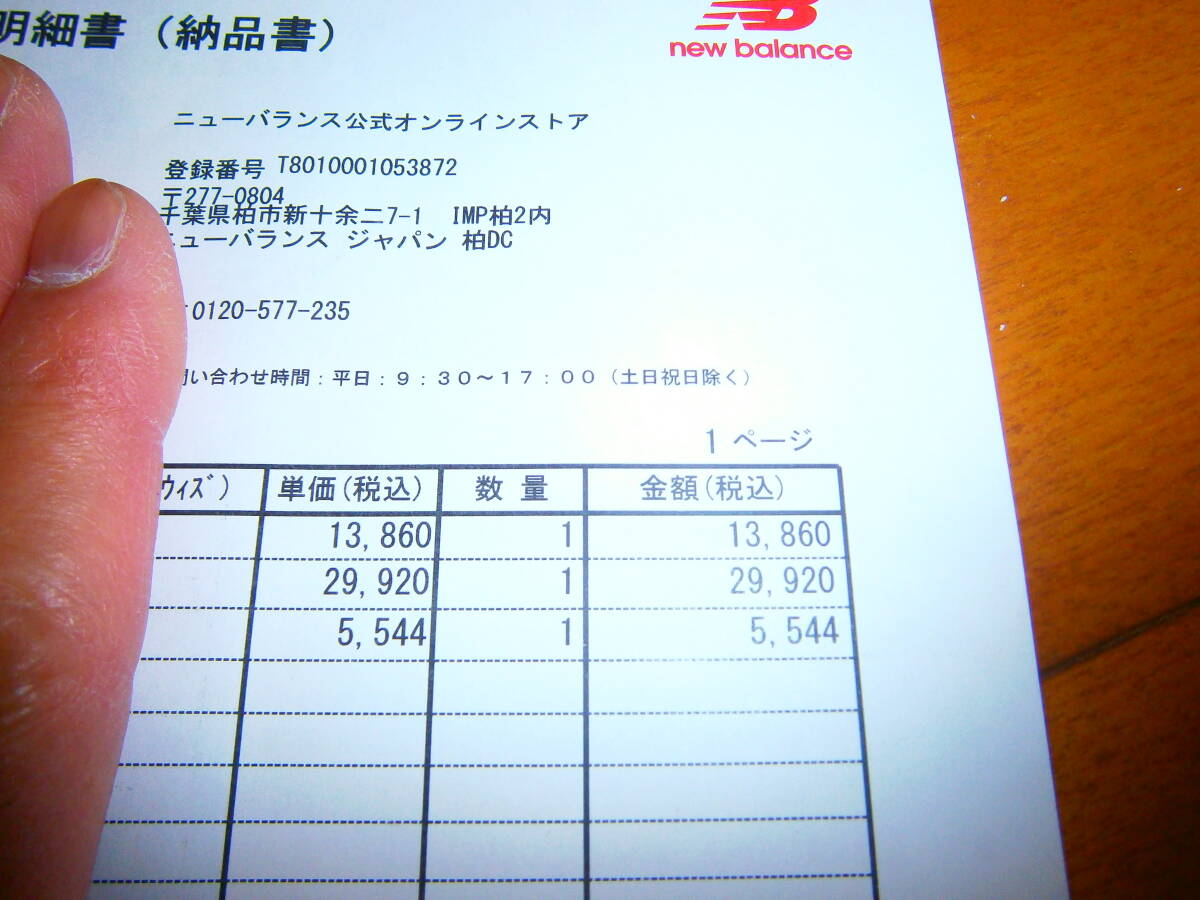 明細書（納品書）
new balance
ニューバランス公式オンラインストア
登録番号 T8010001053872
〒277-0804
千葉県柏市新十余二7-1 IMP柏2内
ニューバランス ジャパン 柏DC
:0120-577-235
問い合わせ時間：平日：９：３０～１７：００（土日祝日除く）
1 ページ
ｳｨｽﾞ) 単価(税込) 数 量 金額(税込)
13,860 1 13,860
29,920 1 29,920
5,544 1 5,544